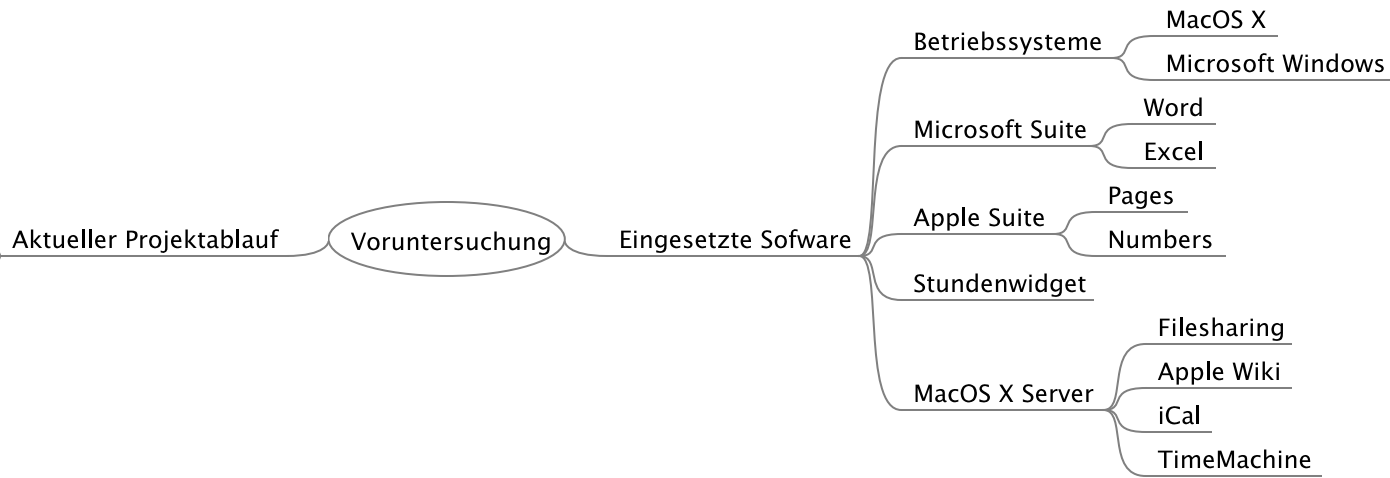 Aktueller Projektablauf
Voruntersuchung
Eingesetzte Sofware
Betriebssysteme
MacOS X
Microsoft Windows
Microsoft Suite
Word
Excel
Apple Suite
Pages
Numbers
Stundenwidget
MacOS X Server
Filesharing
Apple Wiki
iCal
TimeMachine